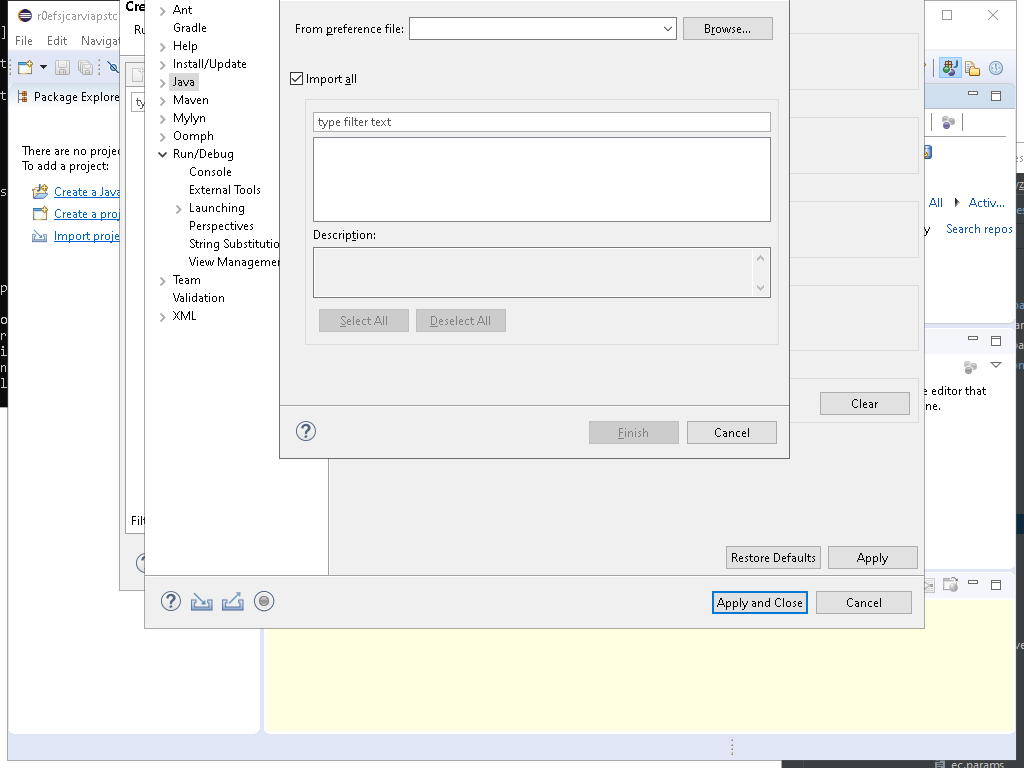 r0efsjcarviapstc
File Edit Naviga
Package Explore
There are no proje
To add a project:
Create a Java
Create a proj
Import proje
Cre
Ru
ty
Filt
Ant
Gradle
Help
Install/Update
Java
Maven
Mylyn
Oomph
Run/Debug
Console
External Tools
Launching
Perspectives
String Substitutio
View Managemen
Team
Validation
XML
From preference file:
Browse...
Import all
type filter text
Description:
Select All Deselect All
Finish Cancel
Clear
Restore Defaults Apply
Apply and Close Cancel
All Activ...
y Search repos
e editor that
ne.
ec.params